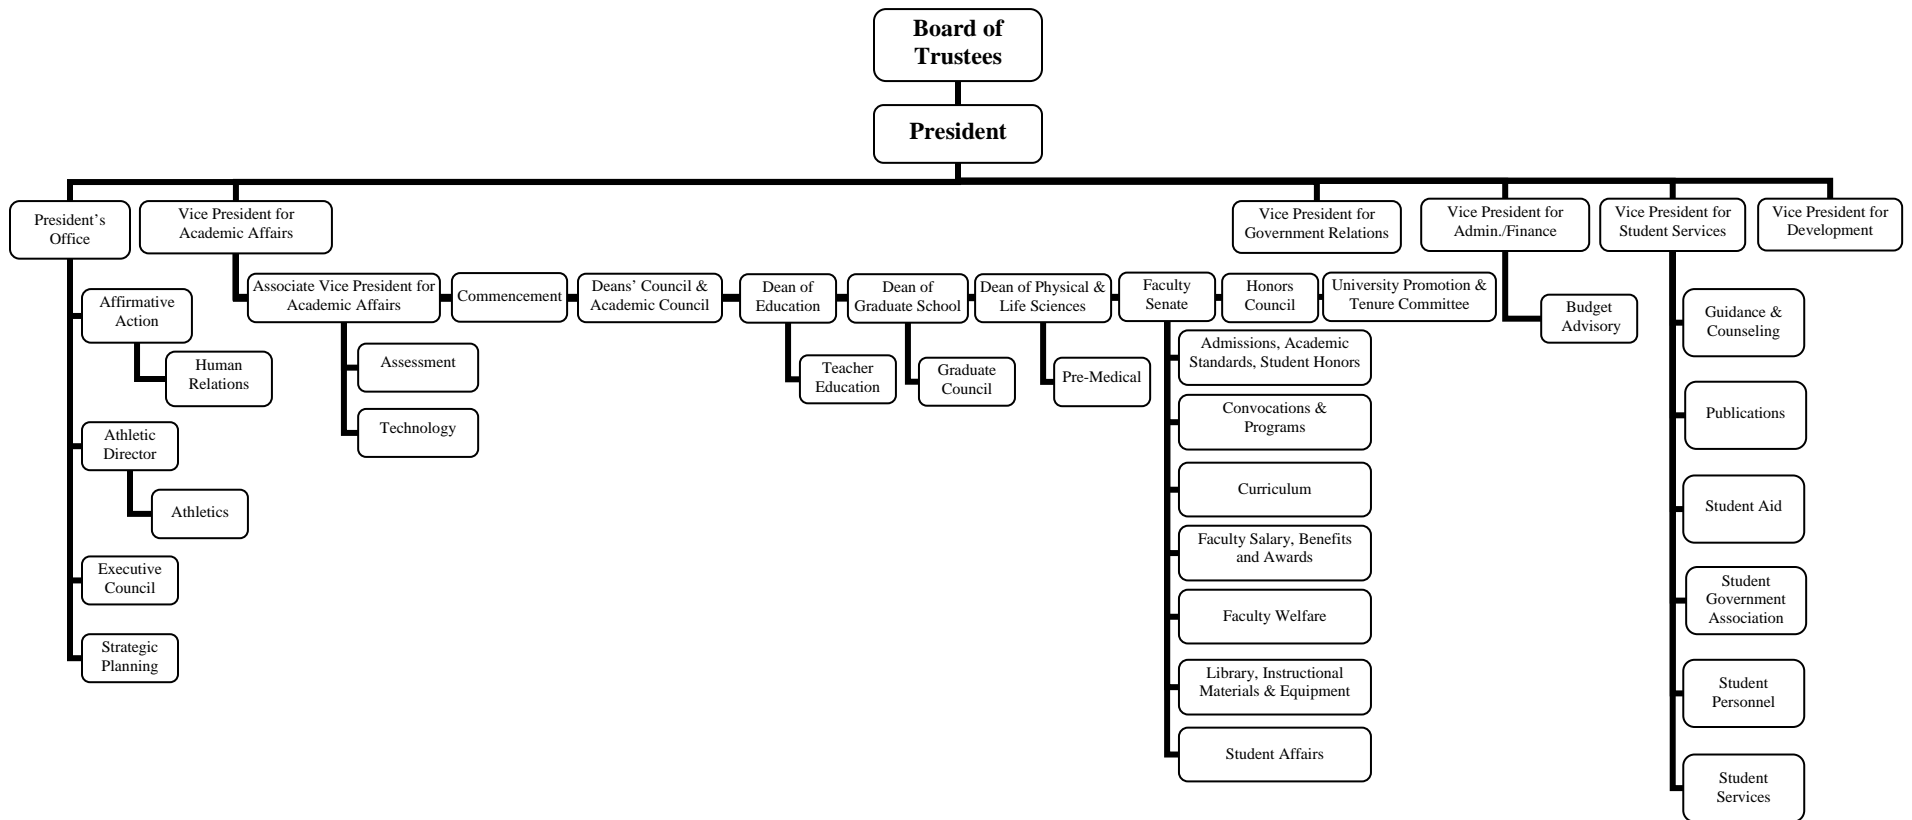 Board of
Trustees
President
President's
Office
Vice President for
Academic Affairs
Vice President for
Government Relations
Vice President for
Admin./Finance
Vice President for
Student Services
Vice President for
Development
Associate Vice President for
Academic Affairs
Commencement
Deans' Council &
Academic Council
Dean of
Education
Dean of
Graduate School
Dean of Physical &
Life Sciences
Faculty
Senate
Honors
Council
University Promotion &
Tenure Committee
Affirmative
Action
Human
Relations
Athletic
Director
Athletics
Executive
Council
Strategic
Planning
Assessment
Technology
Teacher
Education
Graduate
Council
Pre-Medical
Admissions, Academic
Standards, Student Honors
Convocations &
Programs
Curriculum
Faculty Salary, Benefits
and Awards
Faculty Welfare
Library, Instructional
Materials & Equipment
Student Affairs
Budget
Advisory
Guidance &
Counseling
Publications
Student Aid
Student
Government
Association
Student
Personnel
Student
Services